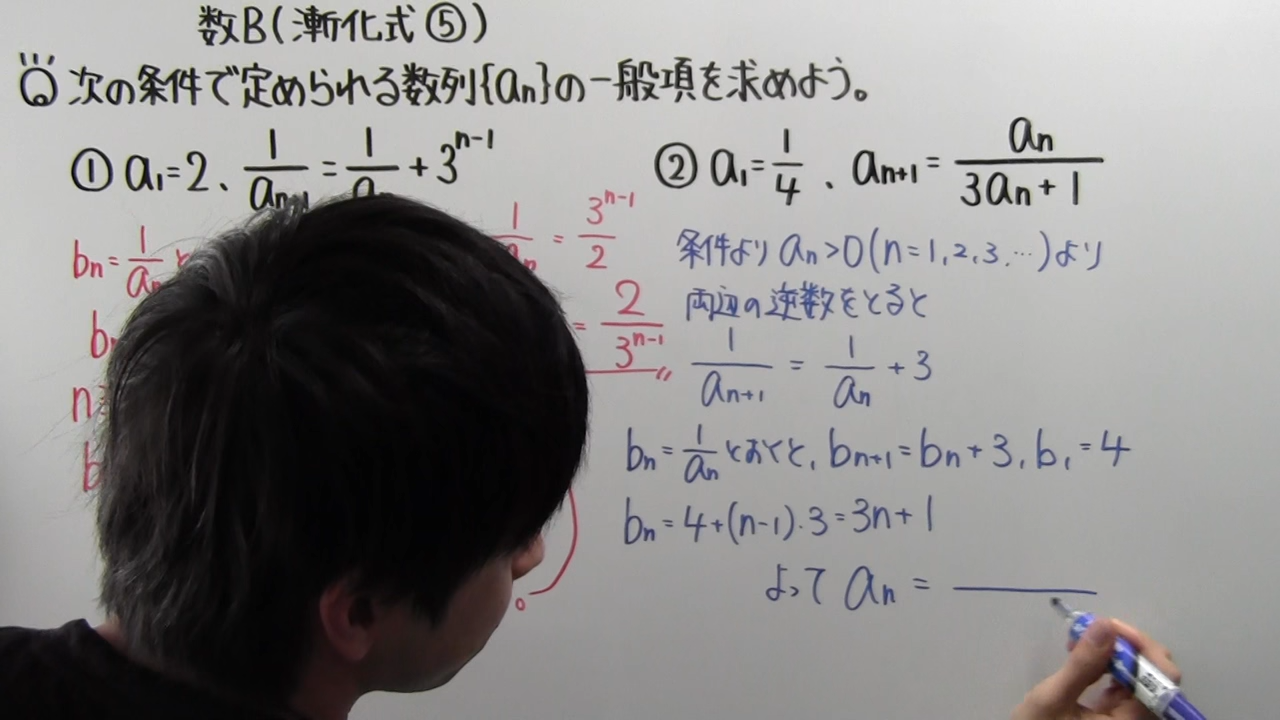 数B(漸化式⑤)
Q 次の条件で定められる数列{an}の一般項を求めよう。
① a1=2、1/an+1=1/an+3^n-1
bn=1/an
1/an=3^n-1/2
=2/3^n-1
② a1=1/4、an+1=an/3an+1
条件より an>0(n=1,2,3,…)より
両辺の逆数をとると
1/an+1=1/an+3
bn=1/anとおくと,bn+1=bn+3,b1=4
bn=4+(n-1)·3=3n+1
よって an=